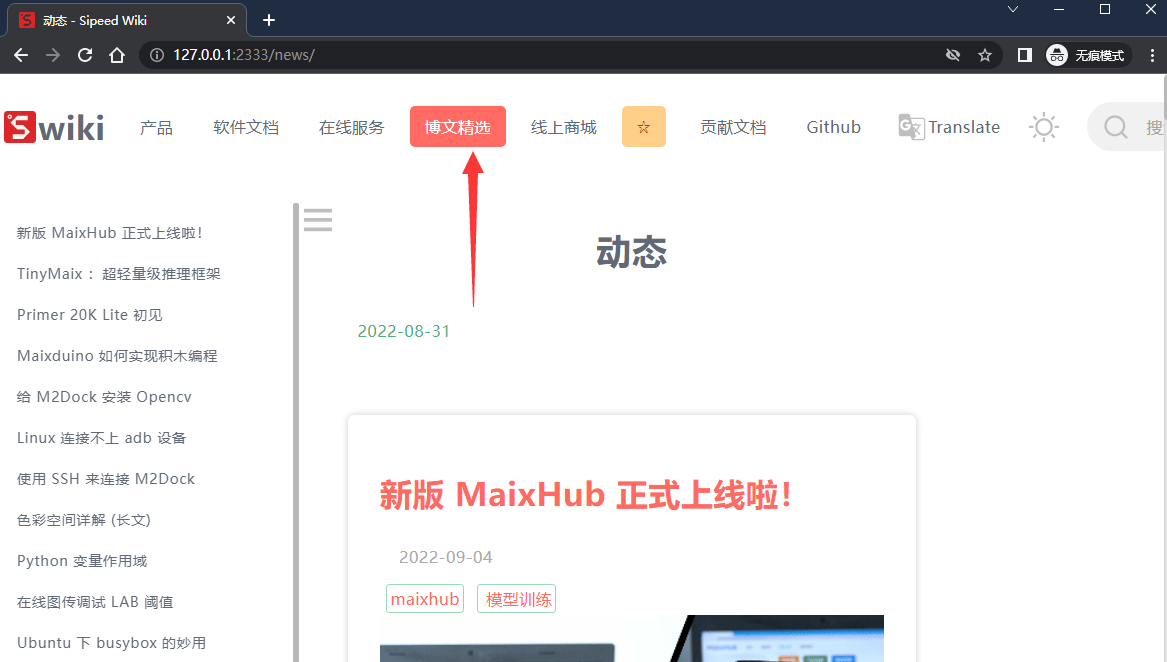 动态 - Sipeed Wiki
127.0.0.1:2333/news/
无痕模式
S wiki
产品
软件文档
在线服务
博文精选
线上商城
☆
贡献文档
Github
Translate
搜
新版 MaixHub 正式上线啦！
TinyMaix ：超轻量级推理框架
Primer 20K Lite 初见
Maixduino 如何实现积木编程
给 M2Dock 安装 Opencv
Linux 连接不上 adb 设备
使用 SSH 来连接 M2Dock
色彩空间详解 (长文)
Python 变量作用域
在线图传调试 LAB 阈值
Ubuntu 下 busybox 的妙用
动态
2022-08-31
新版 MaixHub 正式上线啦！
2022-09-04
maixhub
模型训练